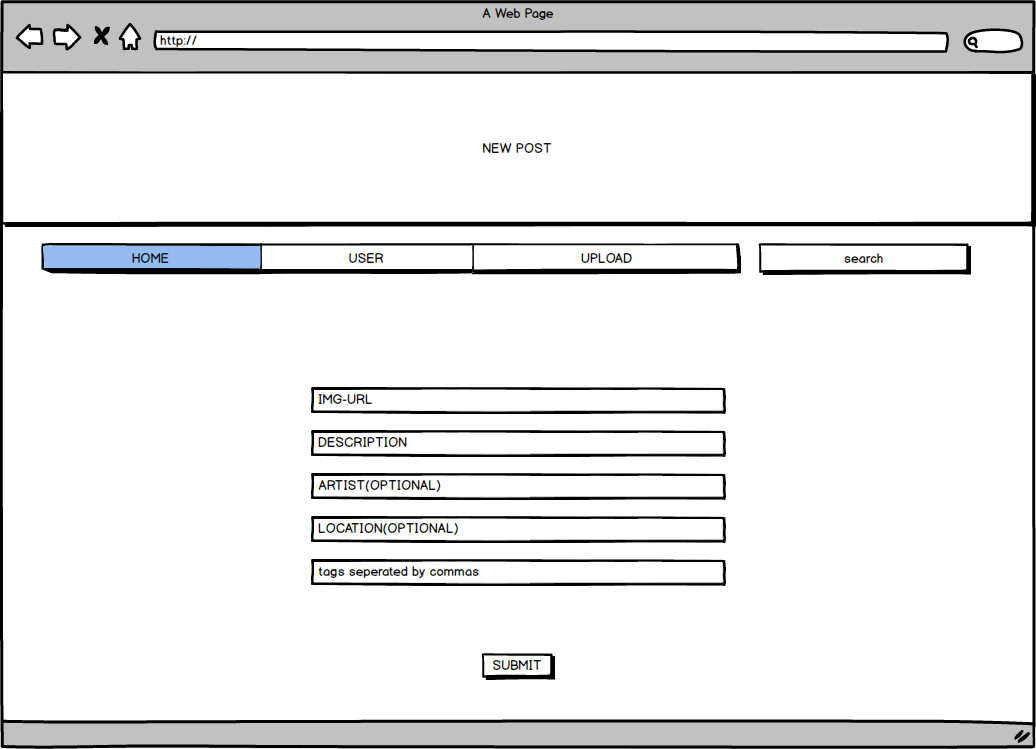 A Web Page
http://
NEW POST
HOME USER UPLOAD search
IMG-URL
DESCRIPTION
ARTIST(OPTIONAL)
LOCATION(OPTIONAL)
tags seperated by commas
SUBMIT